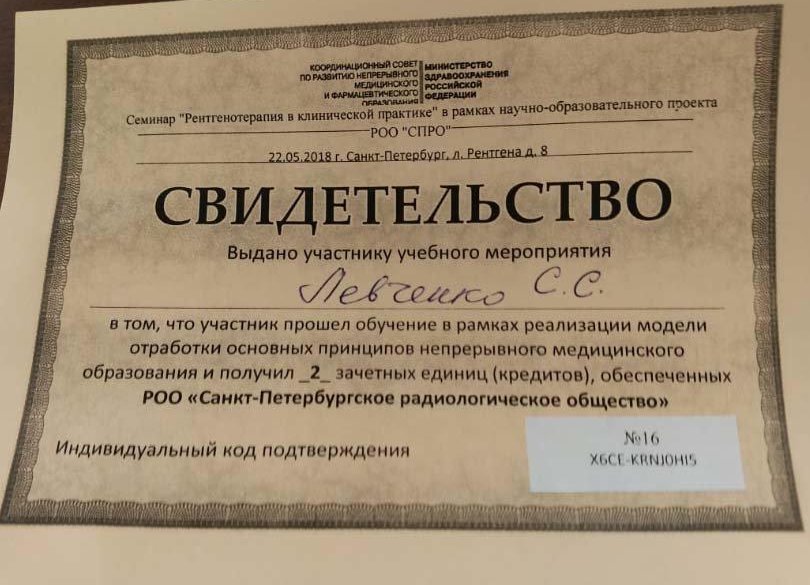 КООРДИНАЦИОННЫЙ СОВЕТ
ПО РАЗВИТИЮ НЕПРЕРЫВНОГО
МЕДИЦИНСКОГО
И ФАРМАЦЕВТИЧЕСКОГО
ОБРАЗОВАНИЯ
МИНИСТЕРСТВО
ЗДРАВООХРАНЕНИЯ
РОССИЙСКОЙ
ФЕДЕРАЦИИ
Семинар "Рентгенотерапия в клинической практике" в рамках научно-образовательного проекта
РОО "СПРО"
22.05.2018 г. Санкт-Петербург, л. Рентгена д. 8
СВИДЕТЕЛЬСТВО
Выдано участнику учебного мероприятия
Левченко С.С.
в том, что участник прошел обучение в рамках реализации модели
отработки основных принципов непрерывного медицинского
образования и получил _2_ зачетных единиц (кредитов), обеспеченных
РОО «Санкт-Петербургское радиологическое общество»
Индивидуальный код подтверждения
№16
X6CE-KRNJ0HI5